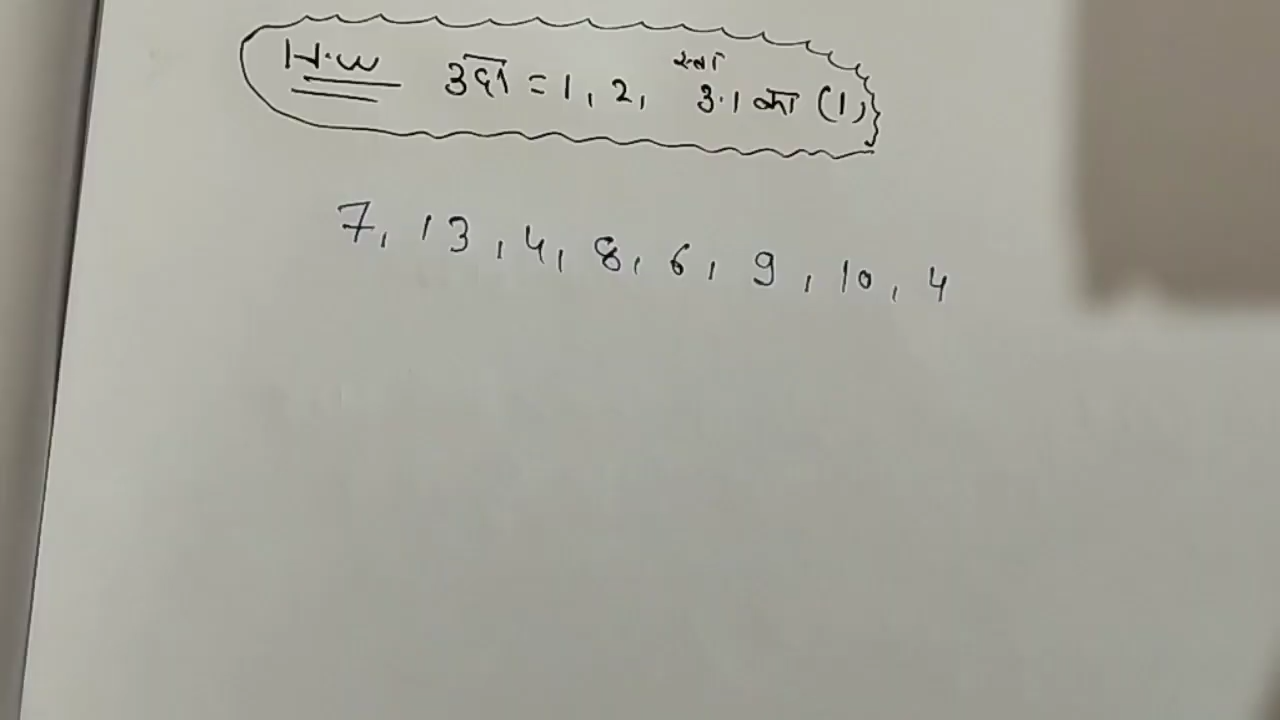 H.W उदा = 1, 2, स्वा 3.1 का (1,
7, 13, 4, 8, 6, 9, 10, 4